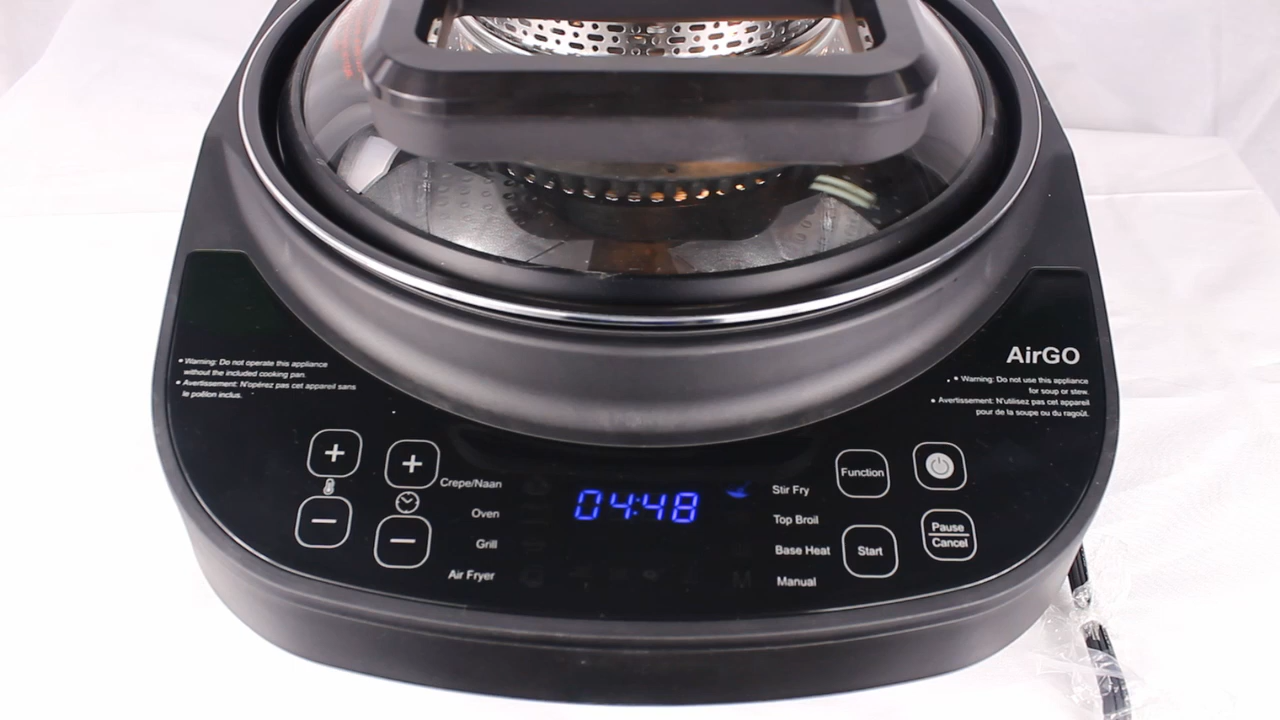 • Warning: Do not operate this appliance
without the included cooking pan.
• Avertissement: N'opérez pas cet appareil sans
le poêlon inclus.
AirGO
• Warning: Do not use this appliance
for soup or stew.
• Avertissement: N'utilisez pas cet appareil
pour de la soupe ou du ragoût.
+
−
+
−
Crepe/Naan
Oven
Grill
Air Fryer
04:48
Stir Fry
Top Broil
Base Heat
Manual
Function
Start
Pause
Cancel
M